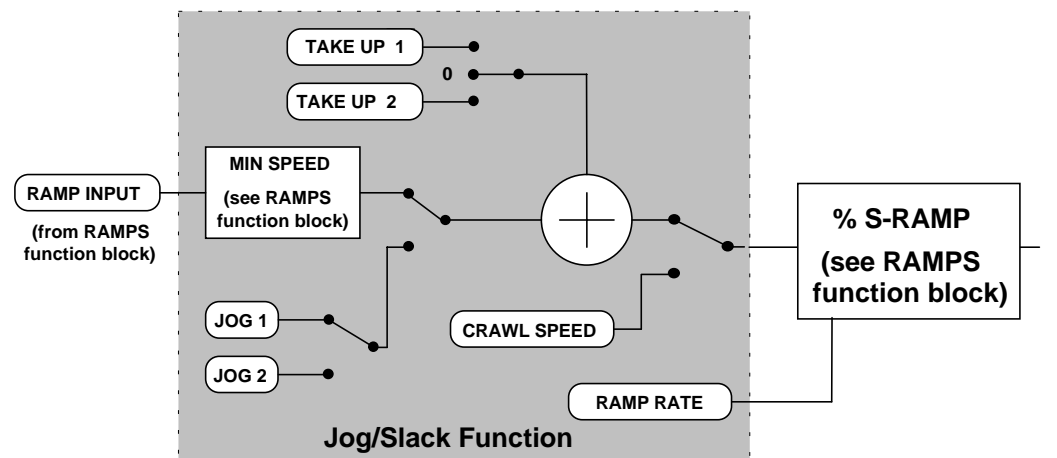 TAKE UP 1
0
TAKE UP 2
MIN SPEED
(see RAMPS
function block)
RAMP INPUT
(from RAMPS
function block)
% S-RAMP
(see RAMPS
function block)
JOG 1
CRAWL SPEED
JOG 2
RAMP RATE
Jog/Slack Function